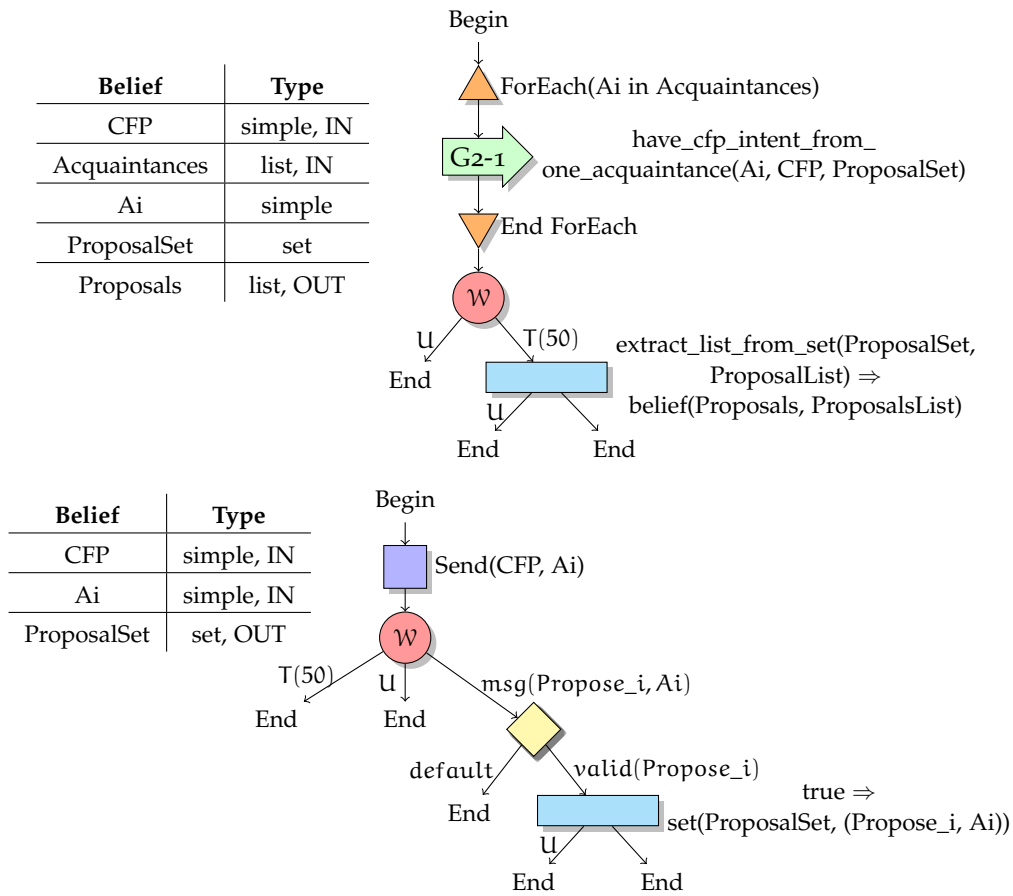 Begin
Belief Type
CFP simple, IN
Acquaintances list, IN
Ai simple
ProposalSet set
Proposals list, OUT
ForEach(Ai in Acquaintances)
G2-1
have_cfp_intent_from_
one_acquaintance(Ai, CFP, ProposalSet)
End ForEach
W
U
T(50)
End
extract_list_from_set(ProposalSet,
ProposalList) ⇒
belief(Proposals, ProposalsList)
U
End
End
Begin
Belief Type
CFP simple, IN
Ai simple, IN
ProposalSet set, OUT
Send(CFP, Ai)
W
T(50)
U
msg(Propose_i, Ai)
End
End
default
valid(Propose_i)
End
true ⇒
set(ProposalSet, (Propose_i, Ai))
U
End
End